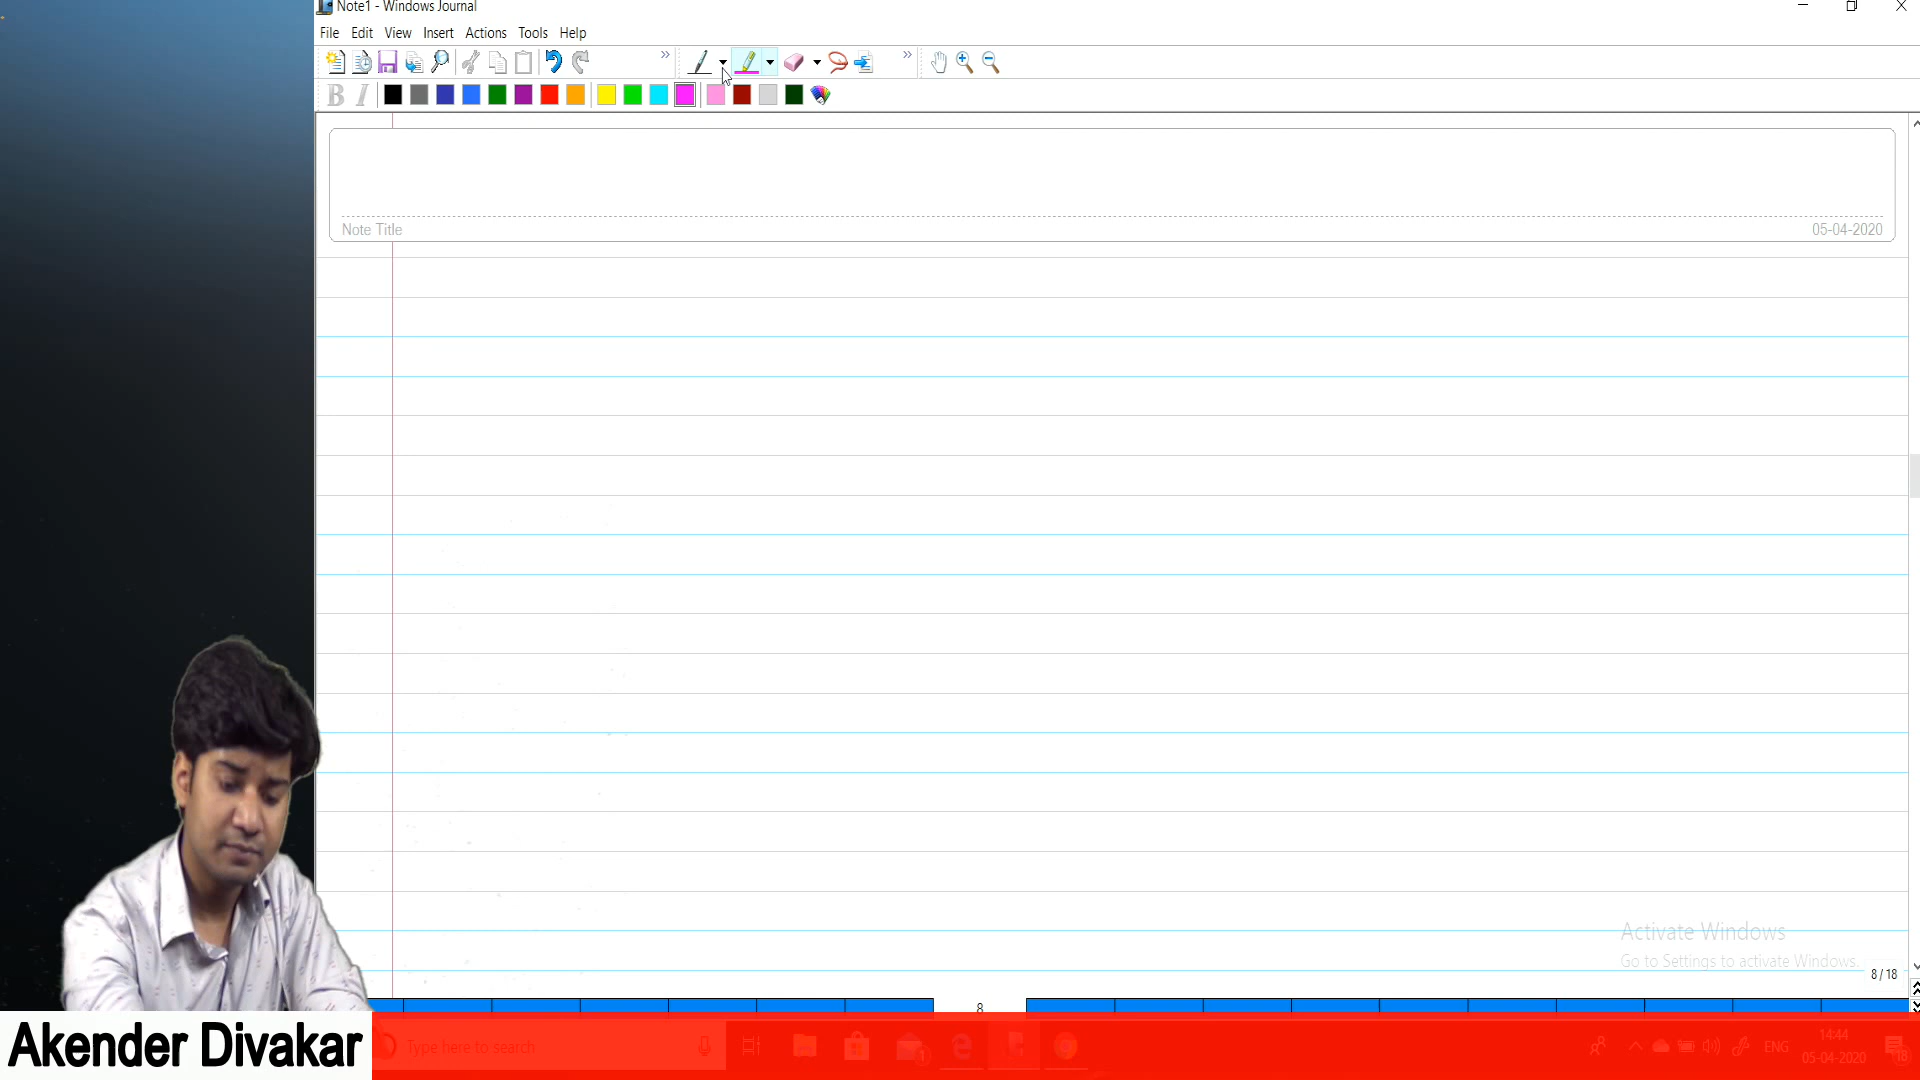 Note1 - Windows Journal
File Edit View Insert Actions Tools Help
B I
Note Title
05-04-2020
Activate Windows
Go to Settings to activate Windows.
8 / 18
8
Akender Divakar
Type here to search
1
ENG
14:44
05-04-2020
18